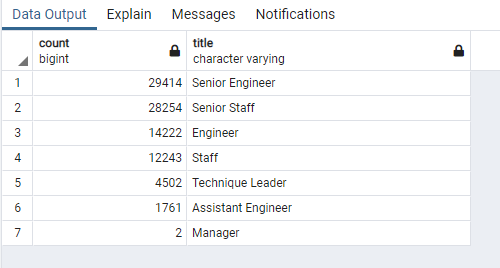 Data Output Explain Messages Notifications
count title
bigint character varying
1 29414 Senior Engineer
2 28254 Senior Staff
3 14222 Engineer
4 12243 Staff
5 4502 Technique Leader
6 1761 Assistant Engineer
7 2 Manager